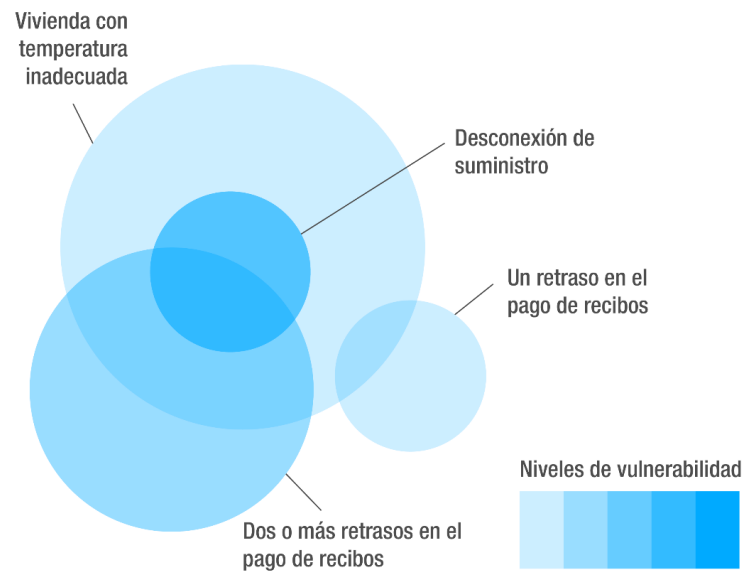 Vivienda con
temperatura
inadecuada
Desconexión de
suministro
Un retraso en el
pago de recibos
Dos o más retrasos en el
pago de recibos
Niveles de vulnerabilidad